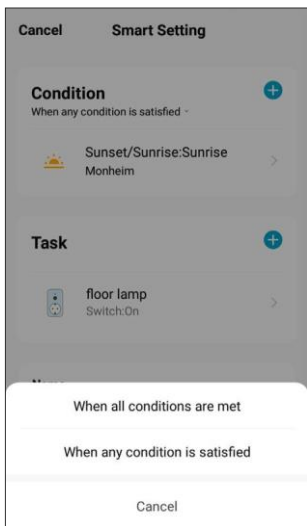 Cancel Smart Setting
Condition
When any condition is satisfied
Sunset/Sunrise:Sunrise
Monheim
Task
floor lamp
Switch:On
When all conditions are met
When any condition is satisfied
Cancel